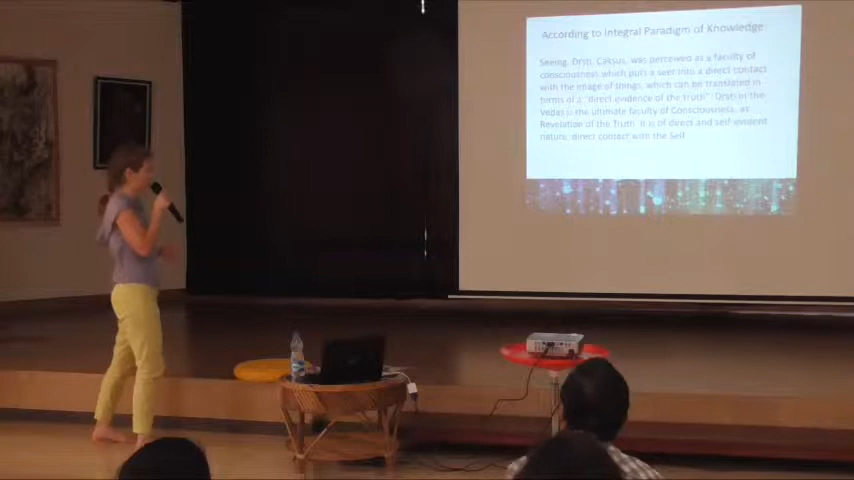 According to Integral Paradigm of Knowledge
Seeing, Drsti, Caksus, was perceived as a faculty of
consciousness which puts a seer into a direct contact
with the image of things, which can be translated in
terms of a "direct evidence of the truth". Drsti in the
Vedas is the ultimate faculty of Consciousness, as
Revelation of the Truth. It is of direct and self evident
nature, direct contact with the Self.